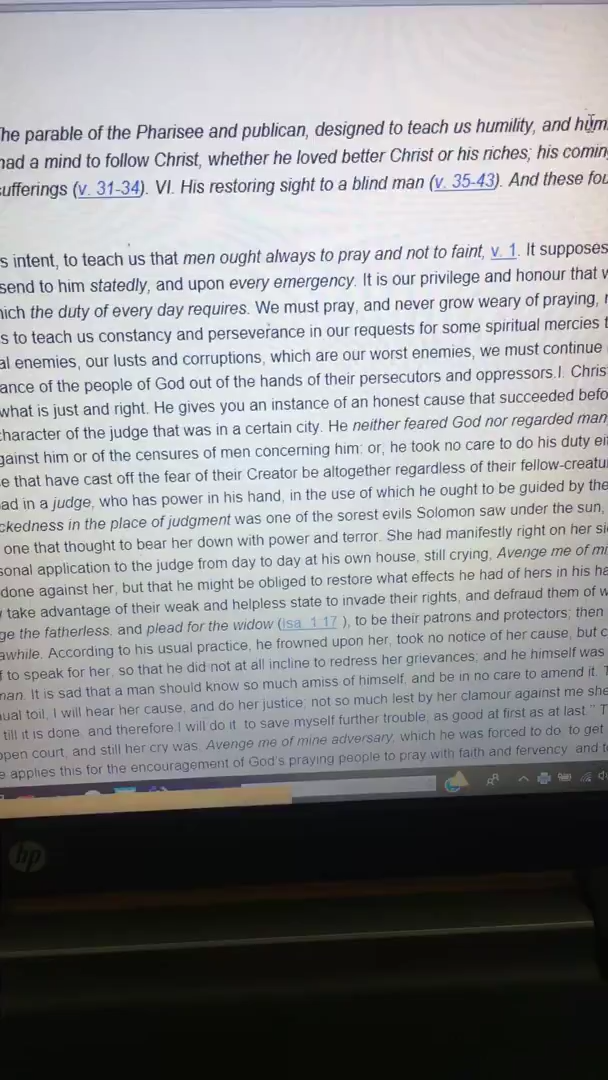 The parable of the Pharisee and publican, designed to teach us humility, and hum
had a mind to follow Christ, whether he loved better Christ or his riches; his coming
sufferings (v. 31-34). VI. His restoring sight to a blind man (v. 35-43). And these fou
s intent, to teach us that men ought always to pray and not to faint, v. 1. It supposes
send to him statedly, and upon every emergency. It is our privilege and honour that w
hich the duty of every day requires. We must pray, and never grow weary of praying, n
s to teach us constancy and perseverance in our requests for some spiritual mercies t
al enemies, our lusts and corruptions, which are our worst enemies, we must continue
ance of the people of God out of the hands of their persecutors and oppressors.I. Chris
what is just and right. He gives you an instance of an honest cause that succeeded befo
character of the judge that was in a certain city. He neither feared God nor regarded man
gainst him or of the censures of men concerning him: or, he took no care to do his duty eit
e that have cast off the fear of their Creator be altogether regardless of their fellow-creatu
ad in a judge, who has power in his hand, in the use of which he ought to be guided by the
ckedness in the place of judgment was one of the sorest evils Solomon saw under the sun,
one that thought to bear her down with power and terror. She had manifestly right on her si
sonal application to the judge from day to day at his own house, still crying, Avenge me of mi
done against her, but that he might be obliged to restore what effects he had of hers in his ha
y take advantage of their weak and helpless state to invade their rights, and defraud them of w
ge the fatherless, and plead for the widow (Isa. 1:17 ), to be their patrons and protectors; then
awhile. According to his usual practice, he frowned upon her, took no notice of her cause, but c
f to speak for her, so that he did not at all incline to redress her grievances; and he himself was
man. It is sad that a man should know so much amiss of himself, and be in no care to amend it. T
ual toil, I will hear her cause, and do her justice; not so much lest by her clamour against me she
till it is done, and therefore I will do it, to save myself further trouble; as good at first as at last." T
open court, and still her cry was, Avenge me of mine adversary, which he was forced to do, to get
e applies this for the encouragement of God's praying people to pray with faith and fervency, and to
hp